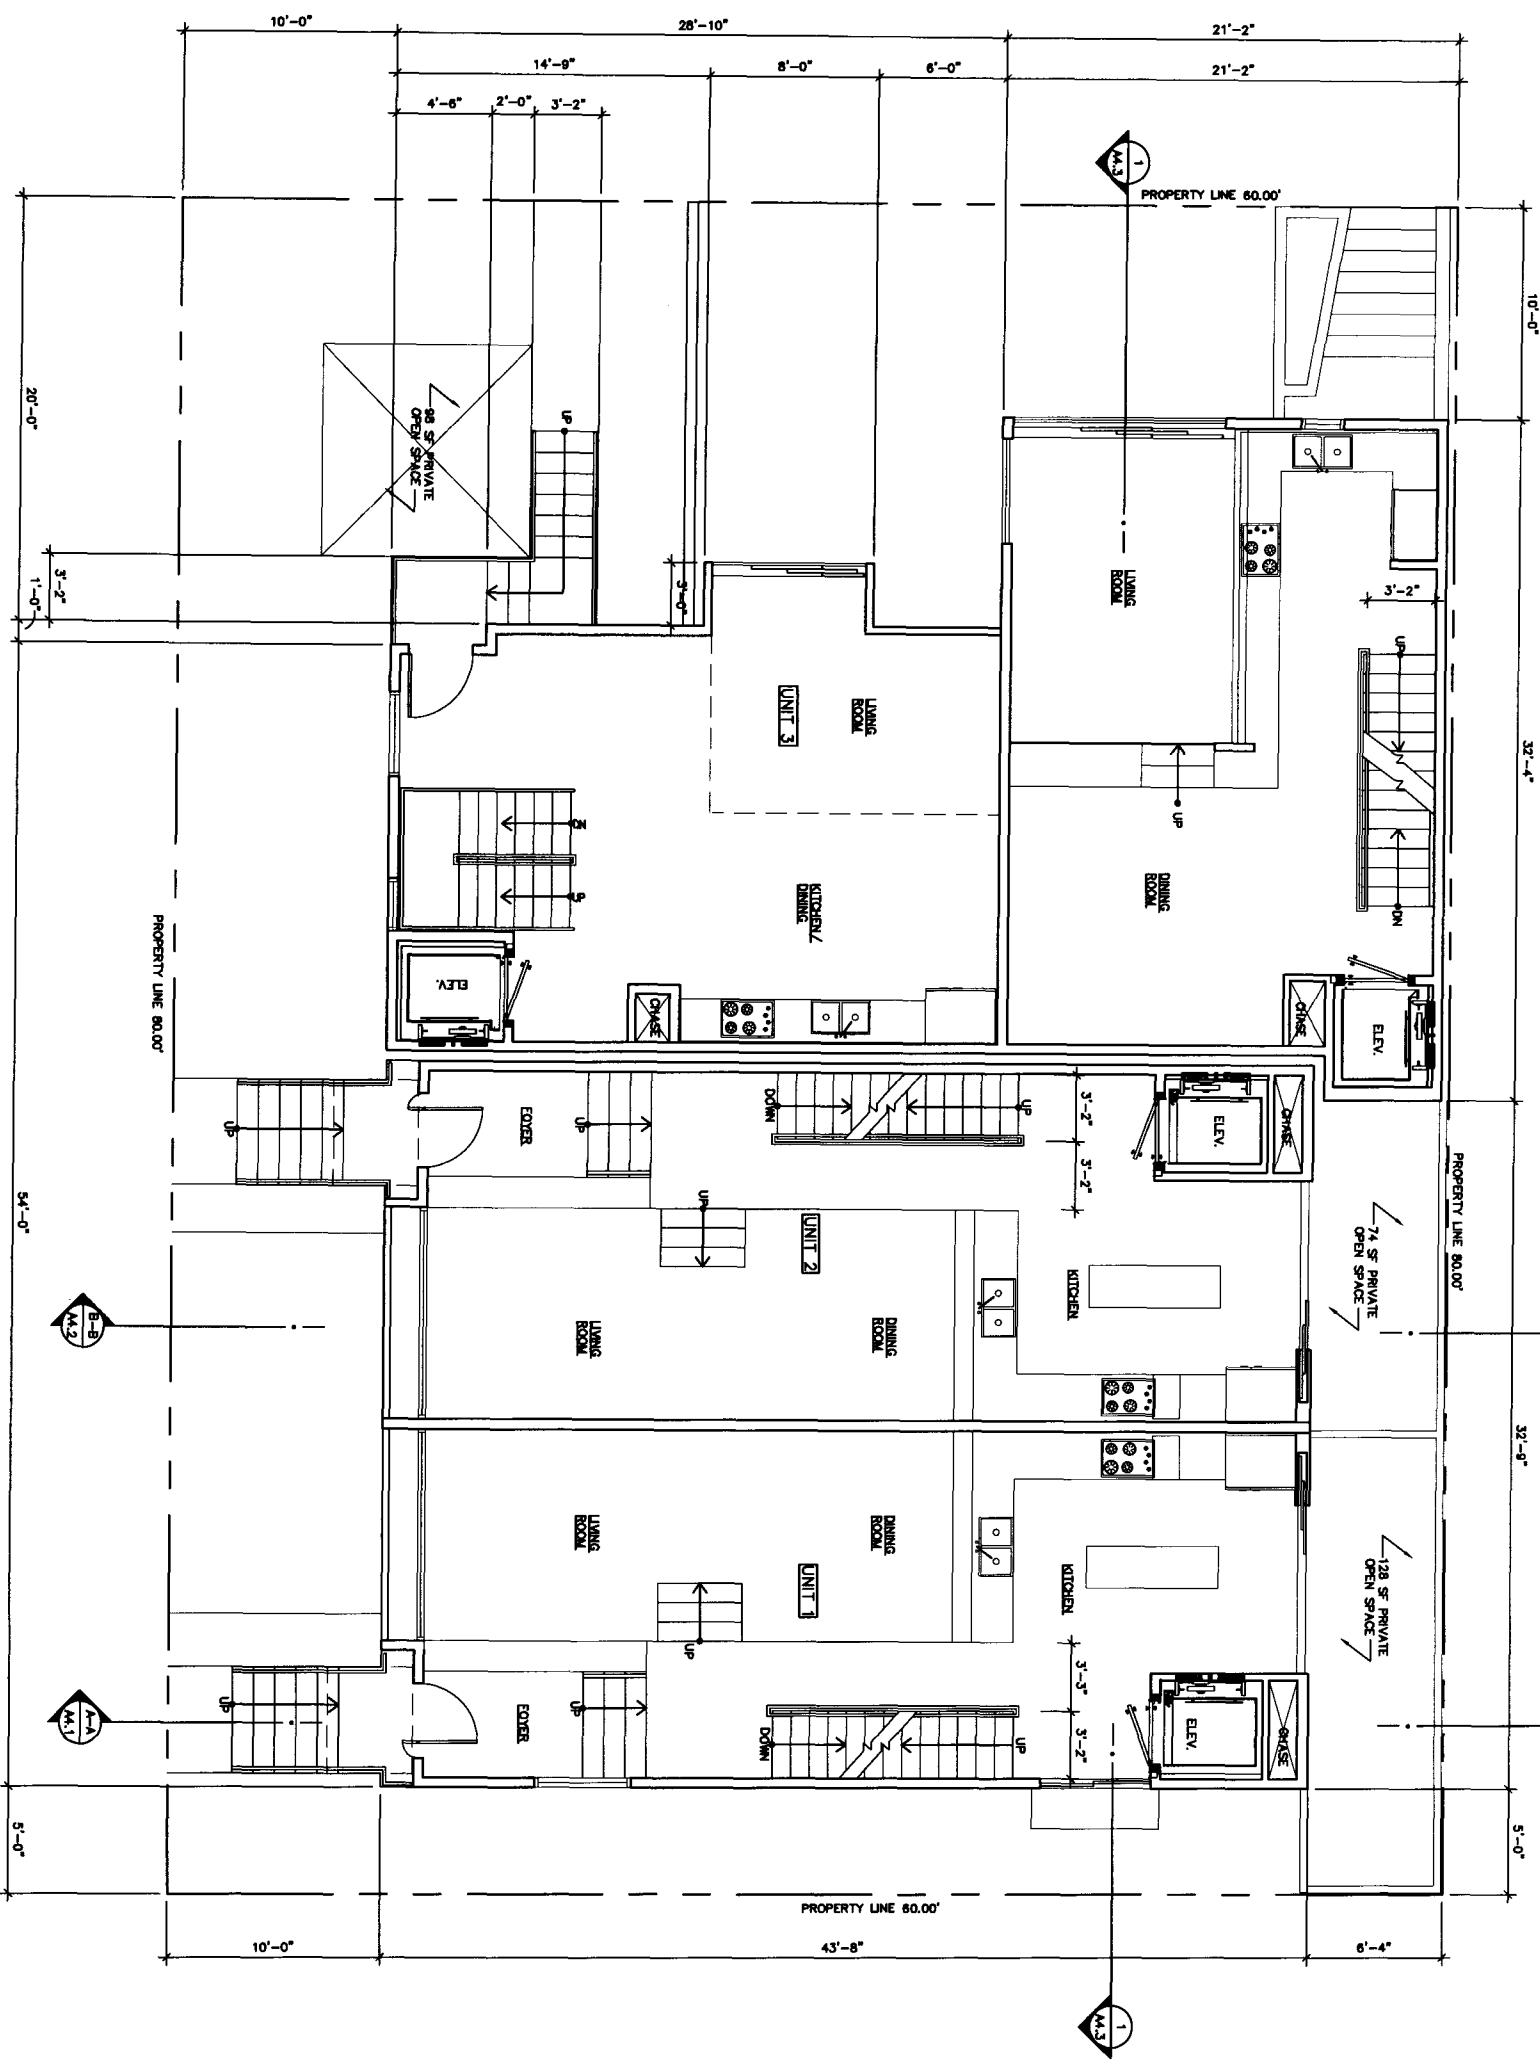 10'-0"
28'-10"
21'-2"
14'-9"
8'-0"
6'-0"
21'-2"
4'-6"
2'-0"
3'-2"
1
A4.3
PROPERTY LINE 60.00'
10'-0"
20'-0"
98 SF PRIVATE
OPEN SPACE
UP
3'-2"
1'-0"
3'-0"
LIVING
ROOM
3'-2"
UP
32'-4"
UNIT 3
LIVING
ROOM
UP
DN
UP
KITCHEN/
DINING
DINING
ROOM
DN
PROPERTY LINE 80.00'
ELEV.
CHASE
CHASE
ELEV.
UP
FOYER
UP
DOWN
UP
3'-2"
3'-2"
ELEV.
CHASE
PROPERTY LINE 80.00'
54'-0"
UP
UNIT 2
74 SF PRIVATE
OPEN SPACE
KITCHEN
B-B
A4.2
LIVING
ROOM
DINING
ROOM
32'-9"
LIVING
ROOM
DINING
ROOM
UNIT 1
KITCHEN
128 SF PRIVATE
OPEN SPACE
UP
3'-3"
A-A
A4.1
UP
FOYER
UP
DOWN
UP
3'-2"
ELEV.
CHASE
5'-0"
5'-0"
PROPERTY LINE 60.00'
10'-0"
43'-8"
6'-4"
1
A4.3